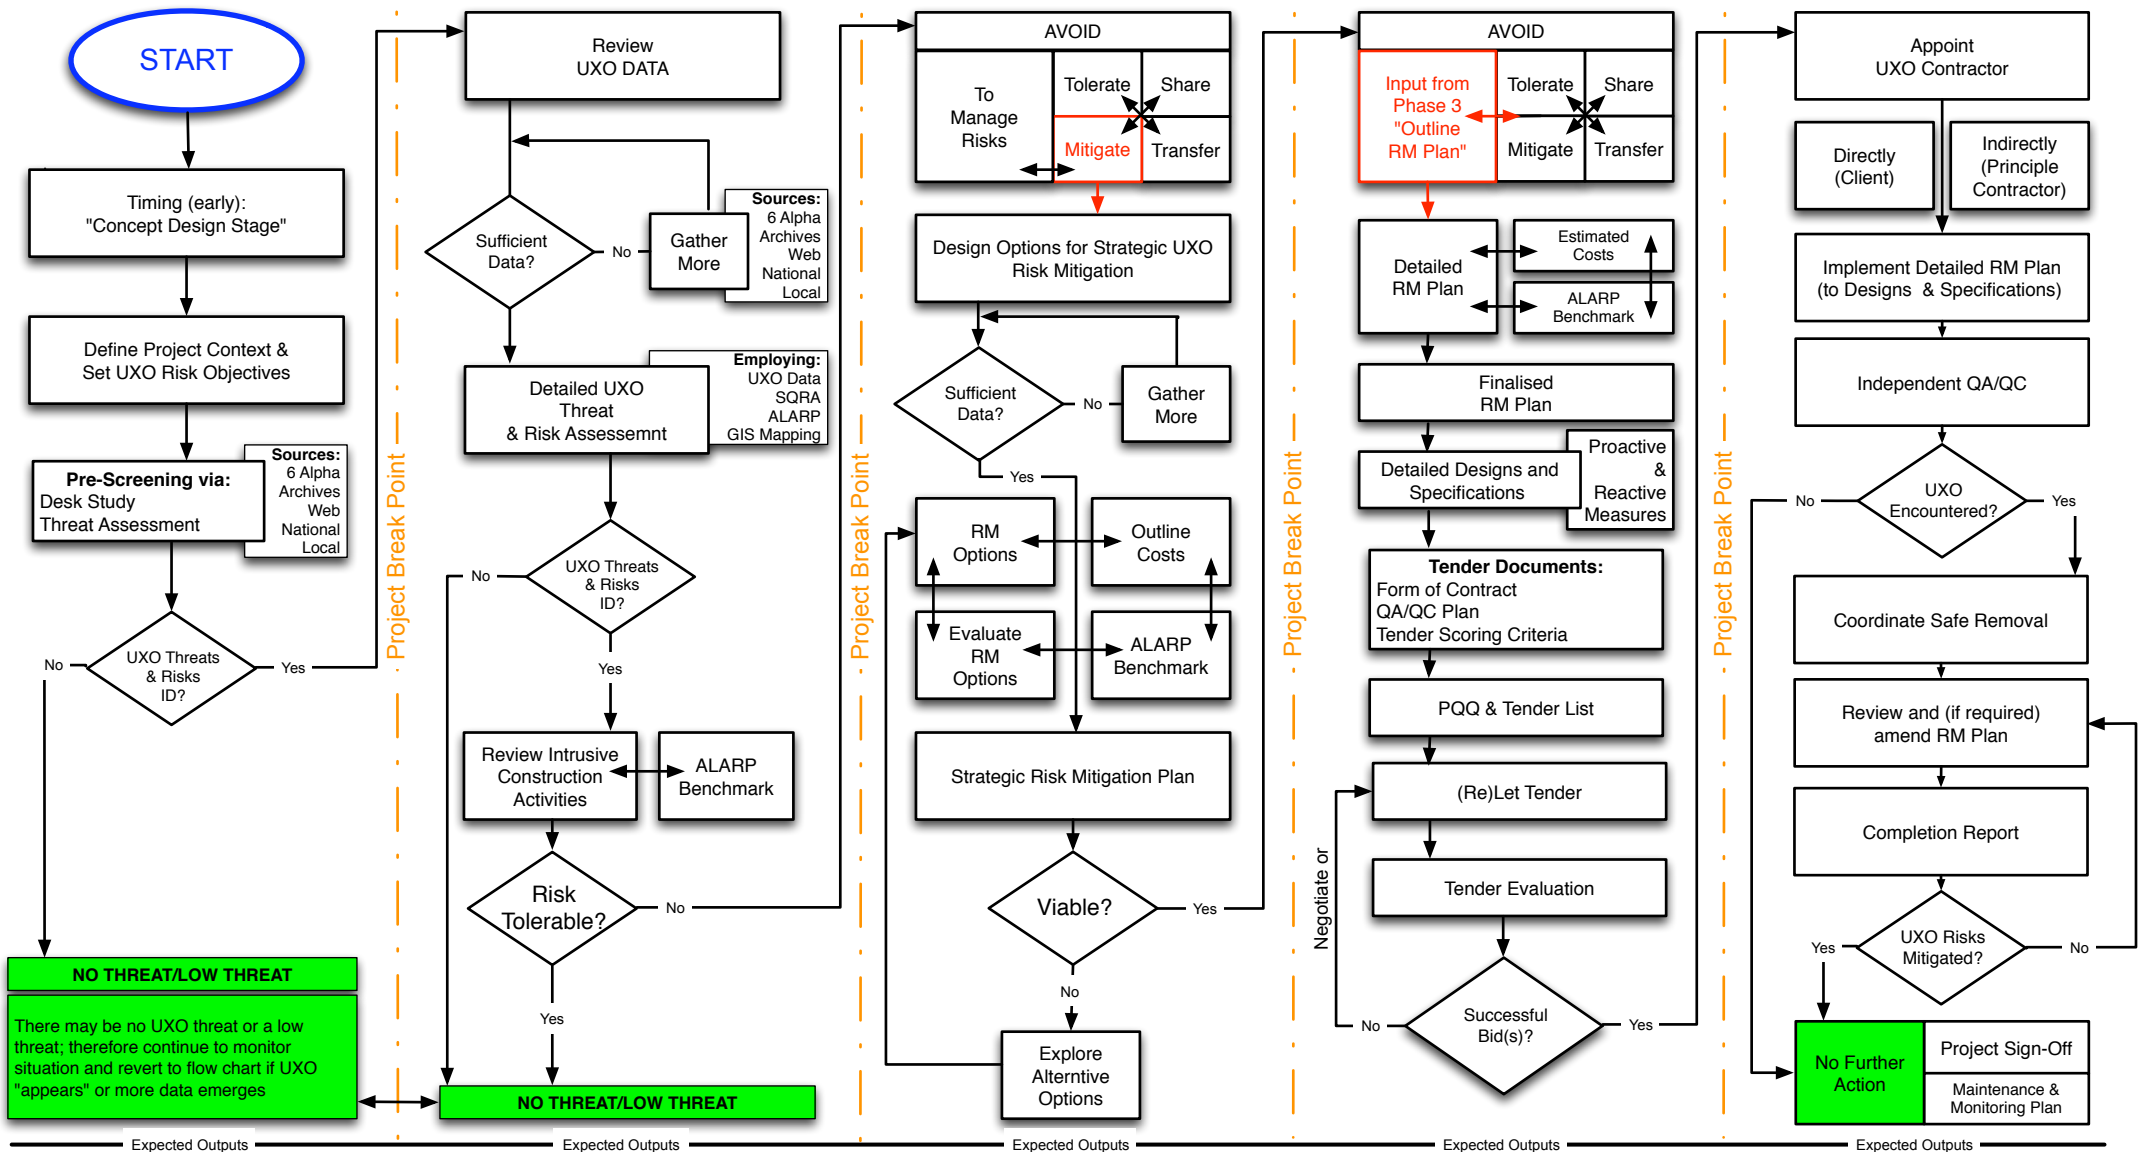 START
Timing (early):
"Concept Design Stage"
Define Project Context &
Set UXO Risk Objectives
Pre-Screening via:
Desk Study
Threat Assessment
Sources:
6 Alpha
Archives
Web
National
Local
UXO Threats
& Risks
ID?
No
Yes
NO THREAT/LOW THREAT
There may be no UXO threat or a low
threat; therefore continue to monitor
situation and revert to flow chart if UXO
"appears" or more data emerges
Expected Outputs
Project Break Point
Review
UXO DATA
Sufficient
Data?
No
Gather
More
Sources:
6 Alpha
Archives
Web
National
Local
Detailed UXO
Threat
& Risk Assessemnt
Employing:
UXO Data
SQRA
ALARP
GIS Mapping
UXO Threats
& Risks
ID?
No
Yes
Review Intrusive
Construction
Activities
ALARP
Benchmark
Risk
Tolerable?
No
Yes
NO THREAT/LOW THREAT
Expected Outputs
Project Break Point
AVOID
To
Manage
Risks
Tolerate
Share
Mitigate
Transfer
Design Options for Strategic UXO
Risk Mitigation
Sufficient
Data?
No
Gather
More
Yes
RM
Options
Outline
Costs
Evaluate
RM
Options
ALARP
Benchmark
Strategic Risk Mitigation Plan
Viable?
Yes
No
Explore
Alterntive
Options
Expected Outputs
Project Break Point
AVOID
Input from
Phase 3
"Outline
RM Plan"
Tolerate
Share
Mitigate
Transfer
Detailed
RM Plan
Estimated
Costs
ALARP
Benchmark
Finalised
RM Plan
Detailed Designs and
Specifications
Proactive
&
Reactive
Measures
Tender Documents:
Form of Contract
QA/QC Plan
Tender Scoring Criteria
PQQ & Tender List
(Re)Let Tender
Tender Evaluation
Negotiate or
Successful
Bid(s)?
No
Yes
Expected Outputs
Project Break Point
Appoint
UXO Contractor
Directly
(Client)
Indirectly
(Principle
Contractor)
Implement Detailed RM Plan
(to Designs & Specifications)
Independent QA/QC
UXO
Encountered?
No
Yes
Coordinate Safe Removal
Review and (if required)
amend RM Plan
Completion Report
UXO Risks
Mitigated?
Yes
No
No Further
Action
Project Sign-Off
Maintenance &
Monitoring Plan
Expected Outputs